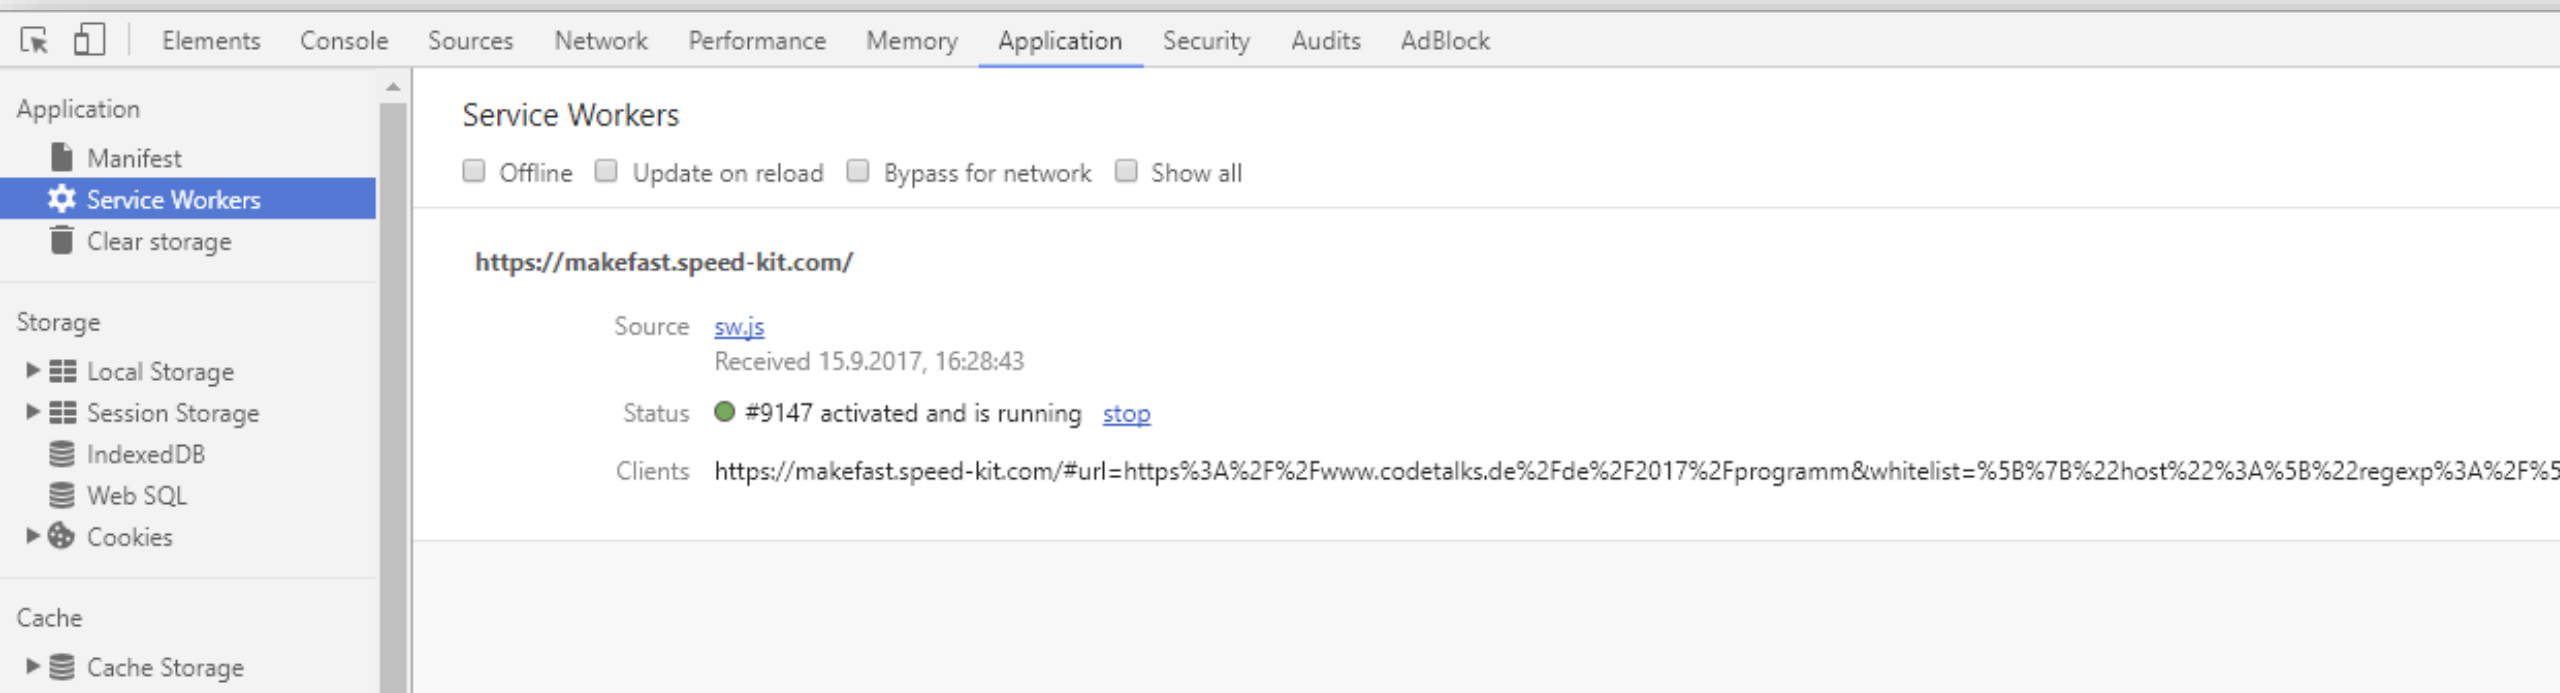 Elements Console Sources Network Performance Memory Application Security Audits AdBlock
Application
Manifest
Service Workers
Clear storage
Storage
Local Storage
Session Storage
IndexedDB
Web SQL
Cookies
Cache
Cache Storage
Service Workers
Offline Update on reload Bypass for network Show all
https://makefast.speed-kit.com/
Source sw.js
Received 15.9.2017, 16:28:43
Status #9147 activated and is running stop
Clients https://makefast.speed-kit.com/#url=https%3A%2F%2Fwww.codetalks.de%2Fde%2F2017%2Fprogramm&whitelist=%5B%7B%22host%22%3A%5B%22regexp%3A%2F%5